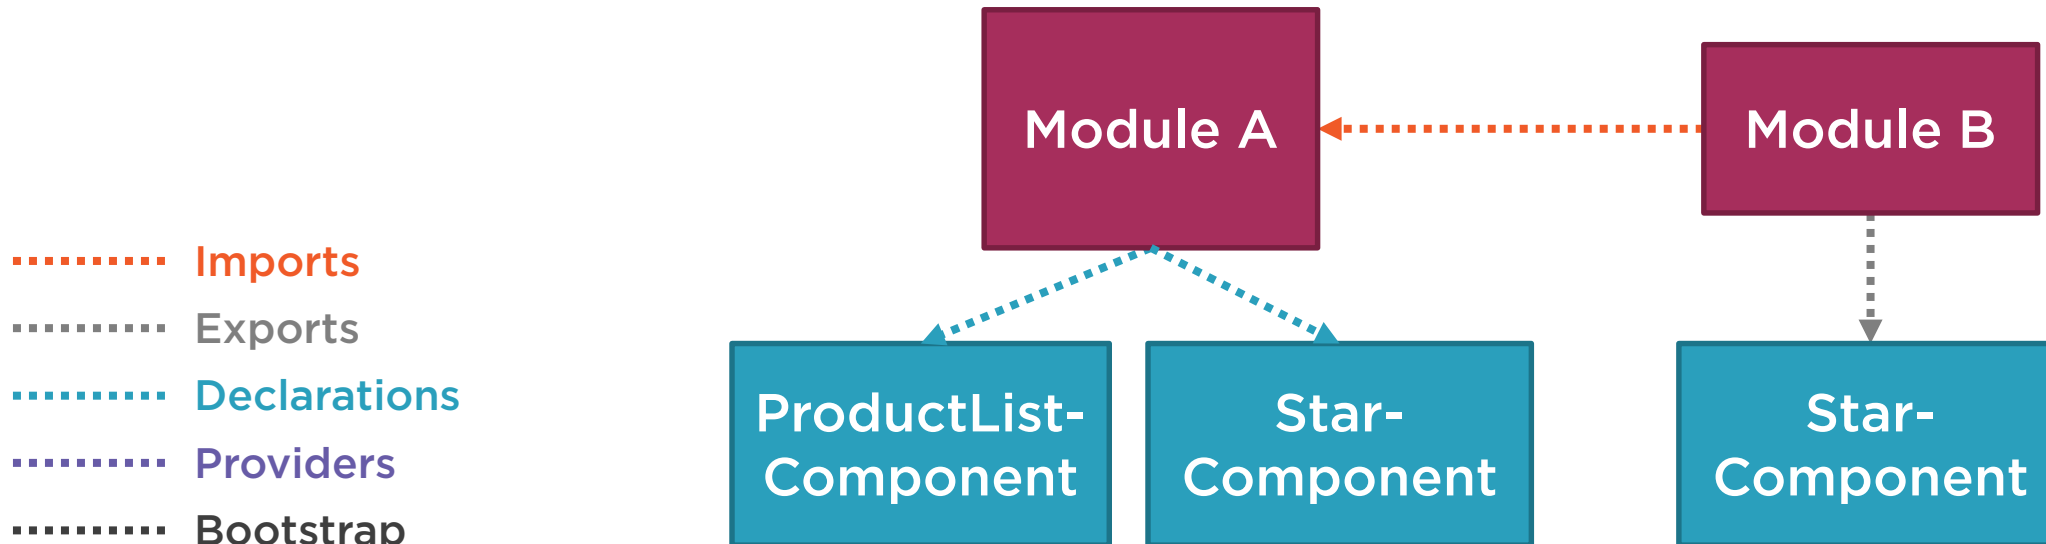 Module A
Module B
Imports
Exports
Declarations
Providers
Bootstrap
ProductList-
Component
Star-
Component
Star-
Component